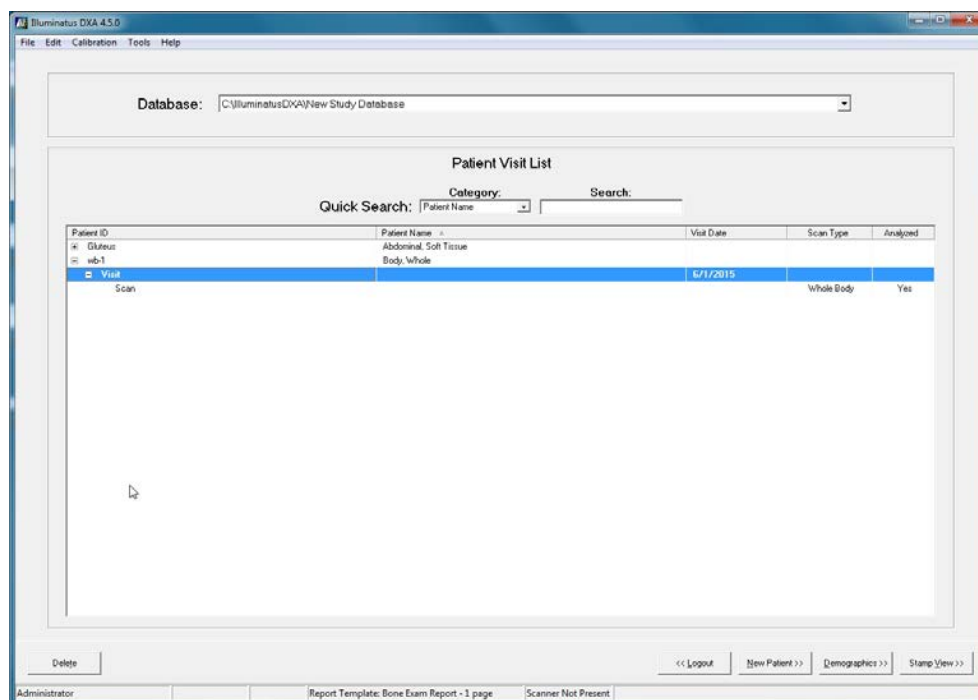 Illuminatus DXA 4.5.0
File Edit Calibration Tools Help
Database: C:\IlluminatusDXA\New Study Database
Patient Visit List
Category: Search:
Quick Search: Patient Name
Patient ID Patient Name Visit Date Scan Type Analyzed
Gluteus Abdominal, Soft Tissue
wb-1 Body, Whole
Visit 6/1/2015
Scan Whole Body Yes
Delete << Logout New Patient >> Demographics >> Stamp View >>
Administrator Report Template: Bone Exam Report - 1 page Scanner Not Present